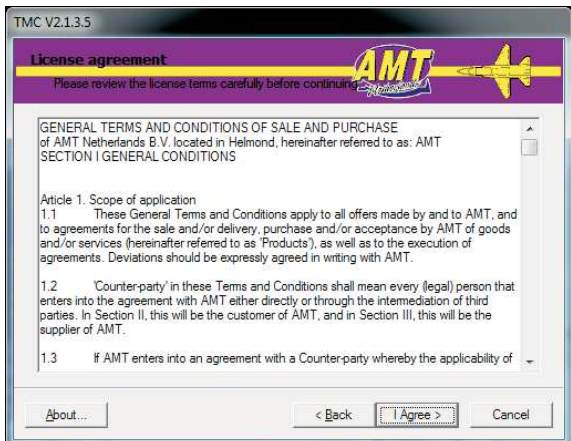 TMC V2.1.3.5
License agreement
Please review the license terms carefully before continuing
AMT
Netherlands
GENERAL TERMS AND CONDITIONS OF SALE AND PURCHASE
of AMT Netherlands B.V. located in Helmond, hereinafter referred to as: AMT
SECTION I GENERAL CONDITIONS
Article 1. Scope of application
1.1 These General Terms and Conditions apply to all offers made by and to AMT, and
to agreements for the sale and/or delivery, purchase and/or acceptance by AMT of goods
and/or services (hereinafter referred to as 'Products'), as well as to the execution of
agreements. Deviations should be expressly agreed in writing with AMT.
1.2 'Counter-party' in these Terms and Conditions shall mean every (legal) person that
enters into the agreement with AMT either directly or through the intermediation of third
parties. In Section II, this will be the customer of AMT, and in Section III, this will be the
supplier of AMT.
1.3 If AMT enters into an agreement with a Counter-party whereby the applicability of
About... < Back I Agree > Cancel